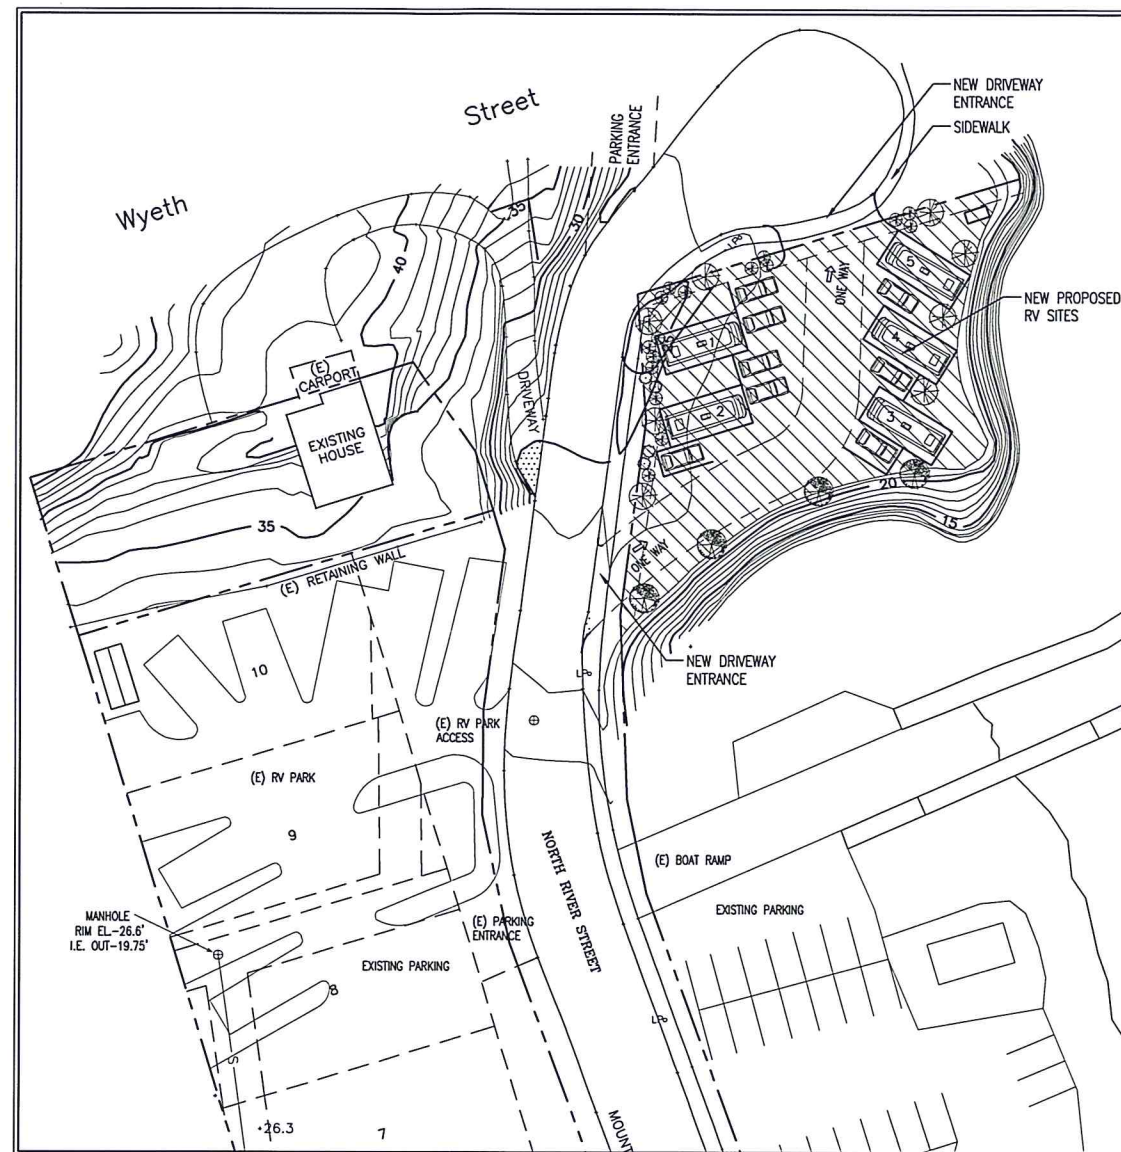 Street
Wyeth
PARKING
ENTRANCE
NEW DRIVEWAY
ENTRANCE
SIDEWALK
35
30
40
ONE WAY
5
4
3
NEW PROPOSED
RV SITES
1
2
(E)
CARPORT
DRIVEWAY
EXISTING
HOUSE
35
20
15
(E) RETAINING WALL
ONE WAY
NEW DRIVEWAY
ENTRANCE
10
(E) RV PARK
ACCESS
(E) RV PARK
9
NORTH RIVER STREET
(E) BOAT RAMP
MANHOLE
RIM EL.-26.6'
I.E. OUT-19.75'
(E) PARKING
ENTRANCE
EXISTING PARKING
EXISTING PARKING
8
S
26.3
7
MOUNT